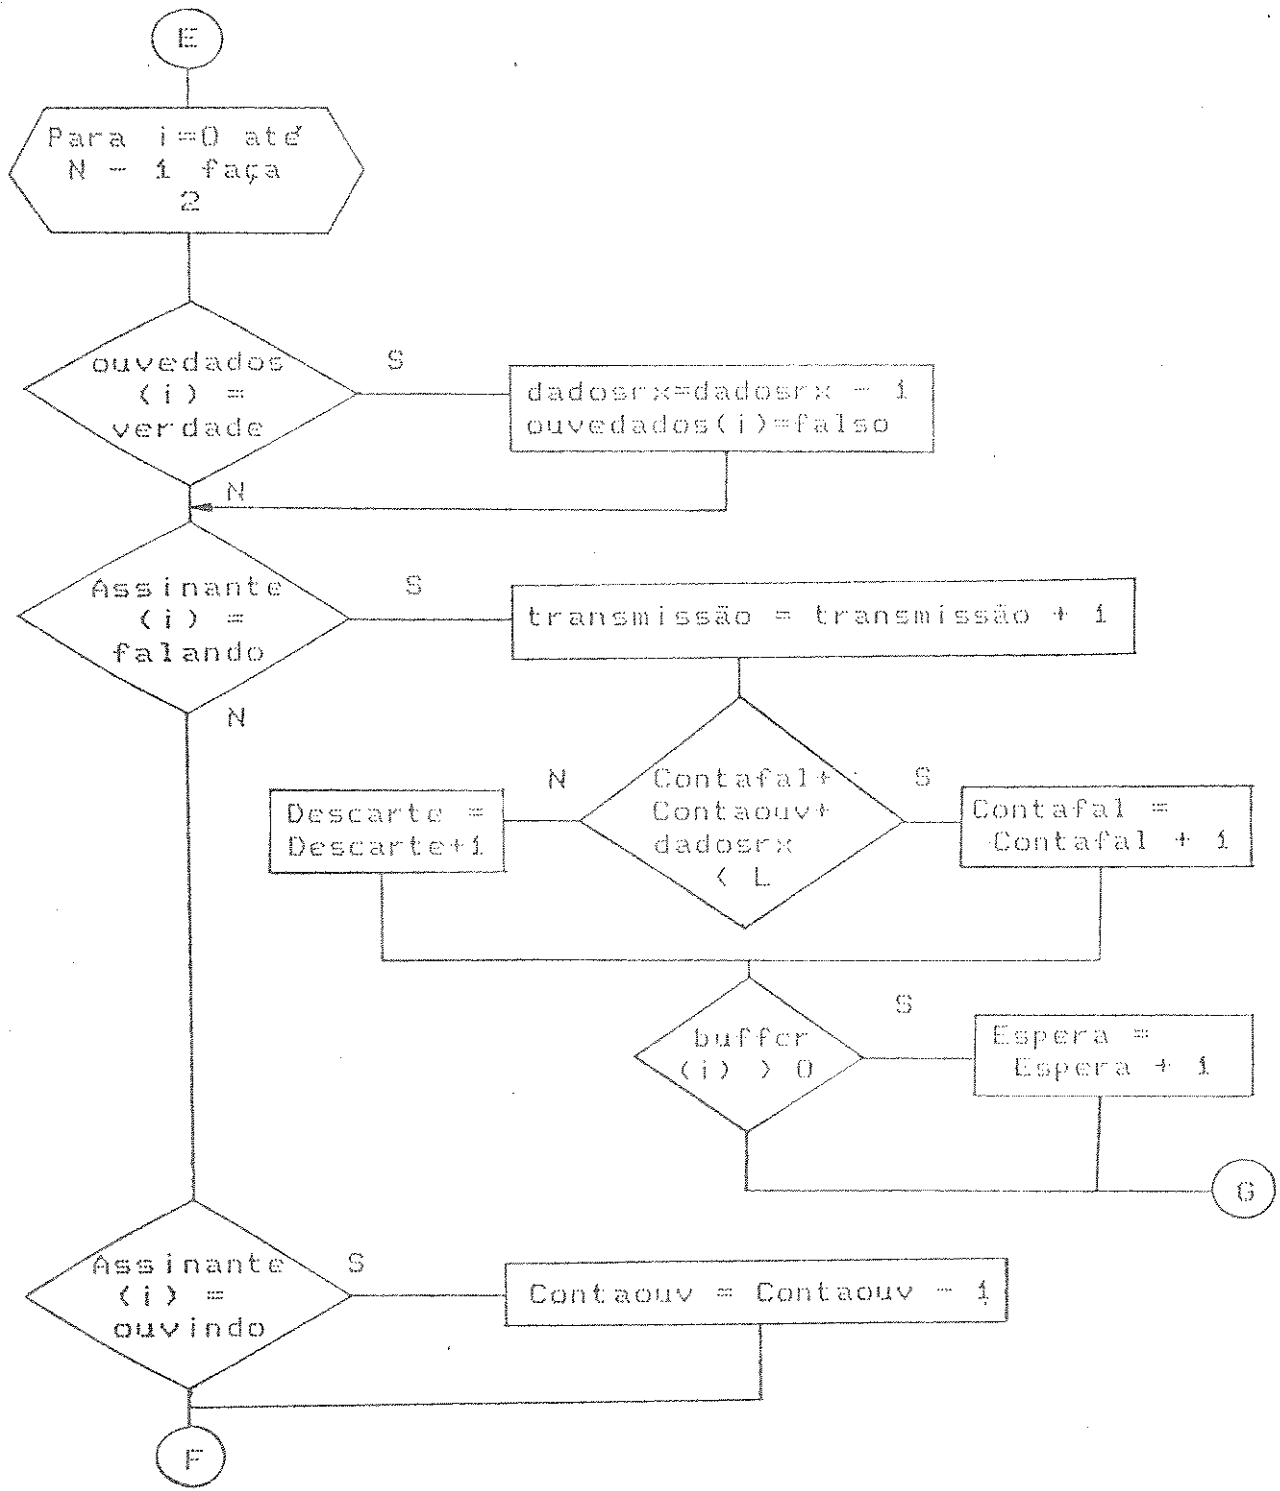 E
Para i=0 até
N - 1 faça
2
ouvedados
(i) =
verdade
S
dadosrx=dadosrx - 1
ouvedados(i)=falso
N
Assinante
(i) =
falando
S
transmissão = transmissão + 1
N
Contafal+
Contaouv+
dadosrx
< L
N
Descarte =
Descarte+1
S
Contafal =
Contafal + 1
buffer
(i) > 0
S
Espera =
Espera + 1
G
Assinante
(i) =
ouvindo
S
Contaouv = Contaouv - 1
F